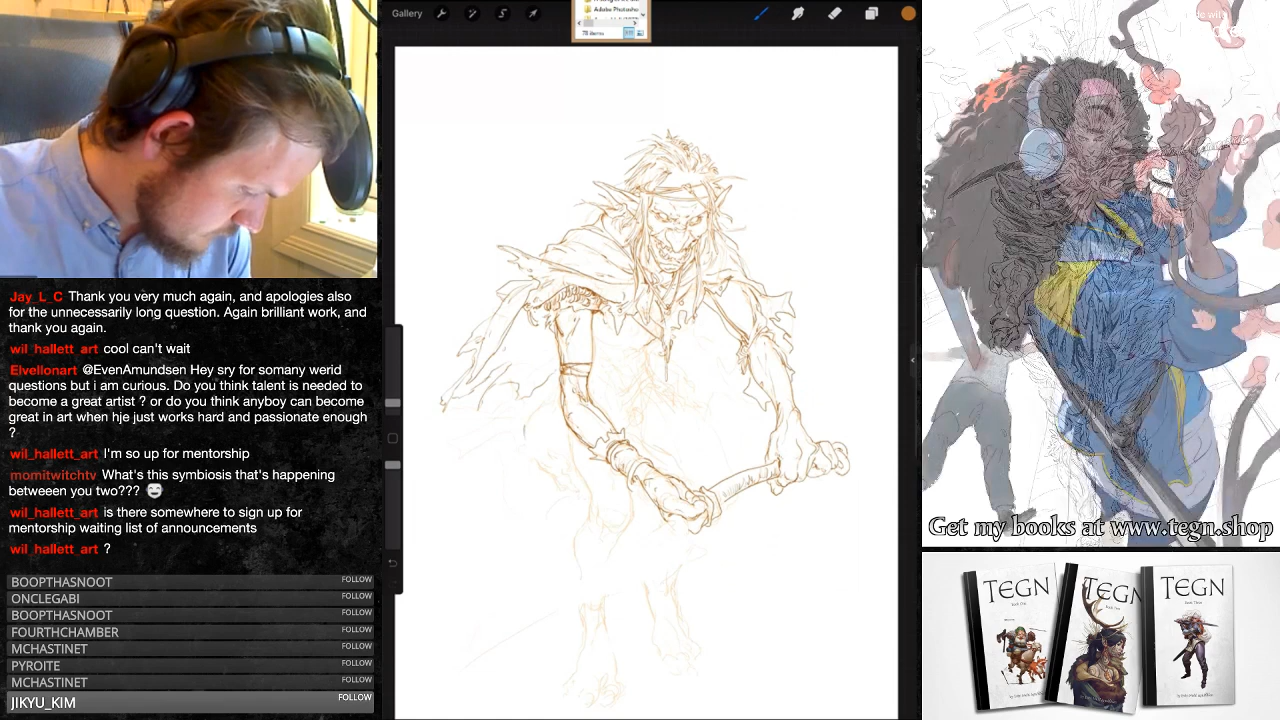 Gallery
Adobe Photosho
78 items
Jay_L_C Thank you very much again, and apologies also
for the unnecessarily long question. Again brilliant work, and
thank you again.
wil_hallett_art cool can't wait
Elvellonart @EvenAmundsen Hey sry for somany werid
questions but i am curious. Do you think talent is needed to
become a great artist ? or do you think anyboy can become
great in art when hje just works hard and passionate enough
?
wil_hallett_art I'm so up for mentorship
momitwitchtv What's this symbiosis that's happening
betweeen you two???
wil_hallett_art is there somewhere to sign up for
mentorship waiting list of announcements
wil_hallett_art ?
BOOPTHASNOOT FOLLOW
ONCLEGABI FOLLOW
BOOPTHASNOOT FOLLOW
FOURTHCHAMBER FOLLOW
MCHASTINET FOLLOW
PYROITE FOLLOW
MCHASTINET FOLLOW
JIKYU_KIM FOLLOW
Get my books at www.tegn.shop
TEGN
TEGN
TEGN